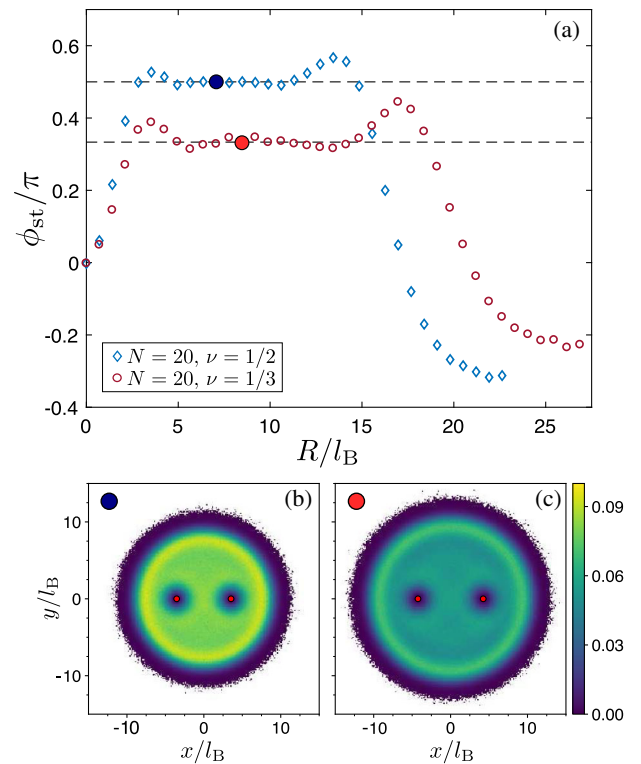 (a)
0.6
0.4
0.2
0
-0.2
-0.4
ϕst/π
N = 20, ν = 1/2
N = 20, ν = 1/3
0 5 10 15 20 25
R/lB
(b)
(c)
10
0
-10
y/lB
-10 0 10
x/lB
-10 0 10
x/lB
0.09
0.06
0.03
0.00